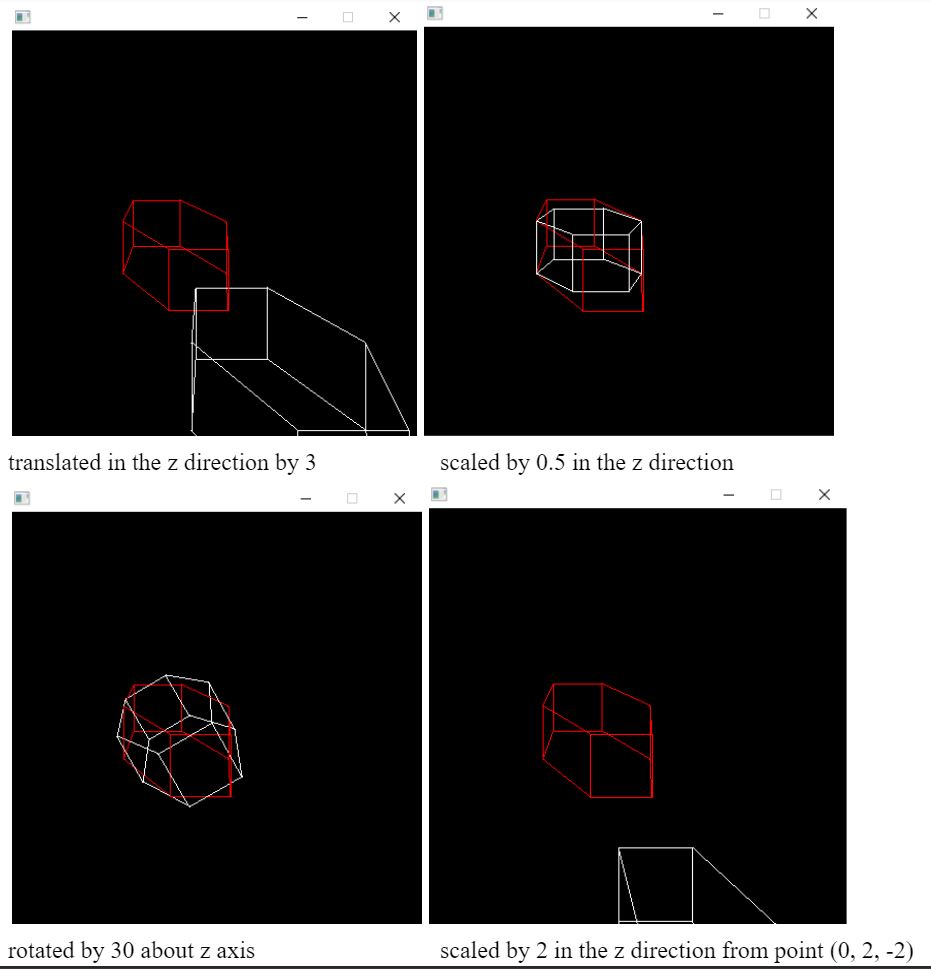 translated in the z direction by 3
scaled by 0.5 in the z direction
rotated by 30 about z axis
scaled by 2 in the z direction from point (0, 2, -2)